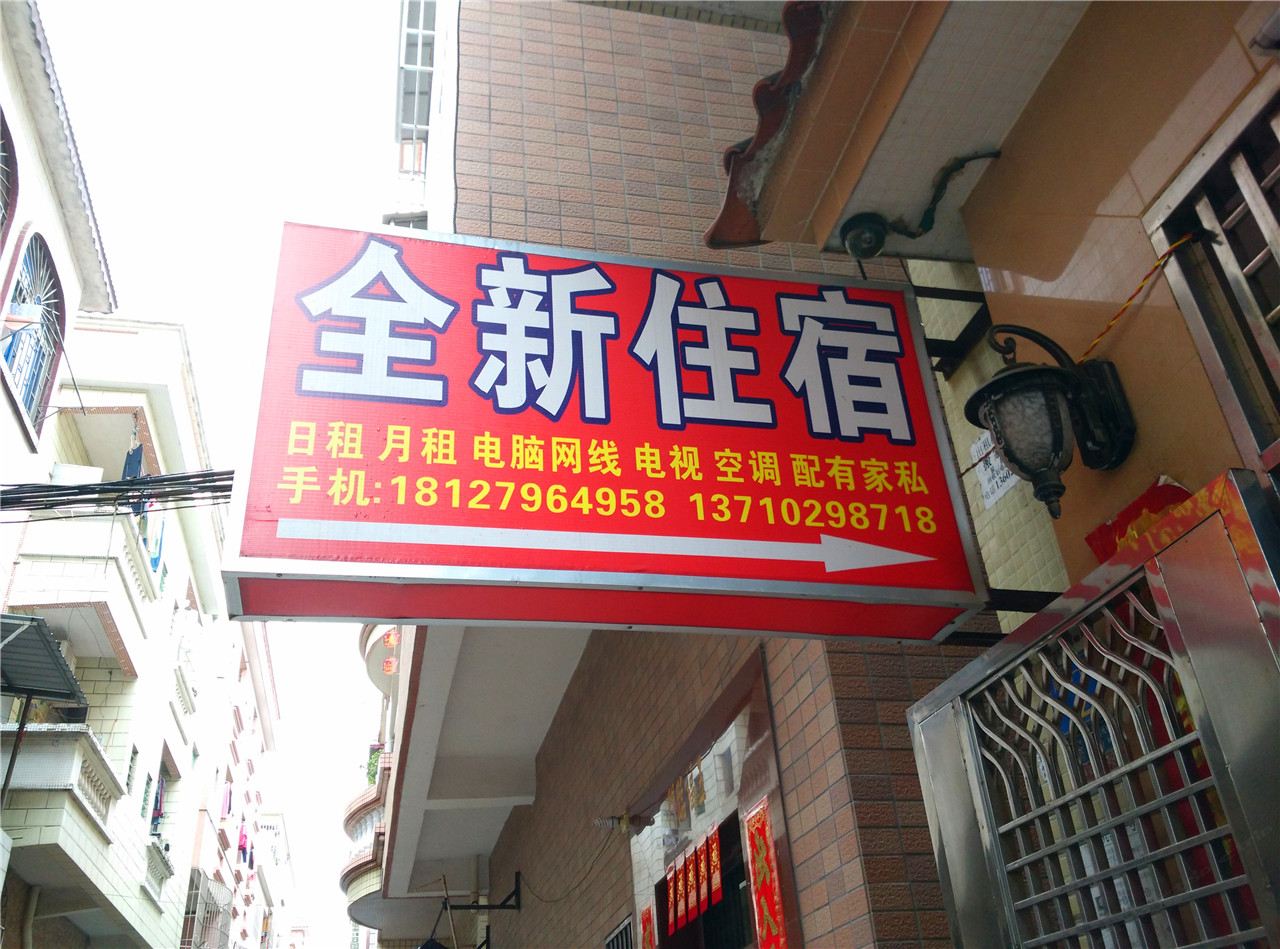 全新住宿
日租 月租 电脑网线 电视 空调 配有家私
手机:18127964958 13710298718